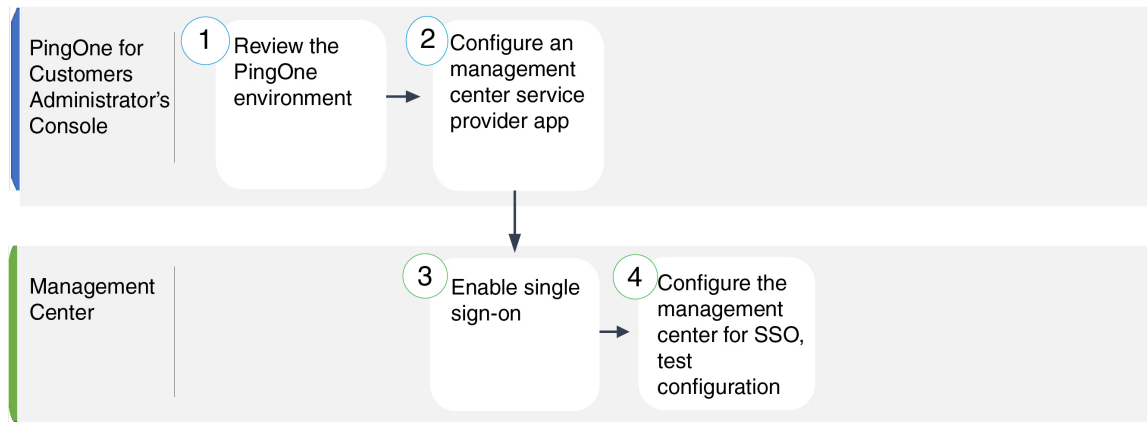 PingOne for
Customers
Administrator's
Console
1
Review the
PingOne
environment
2
Configure an
management
center service
provider app
Management
Center
3
Enable single
sign-on
4
Configure the
management
center for SSO,
test
configuration